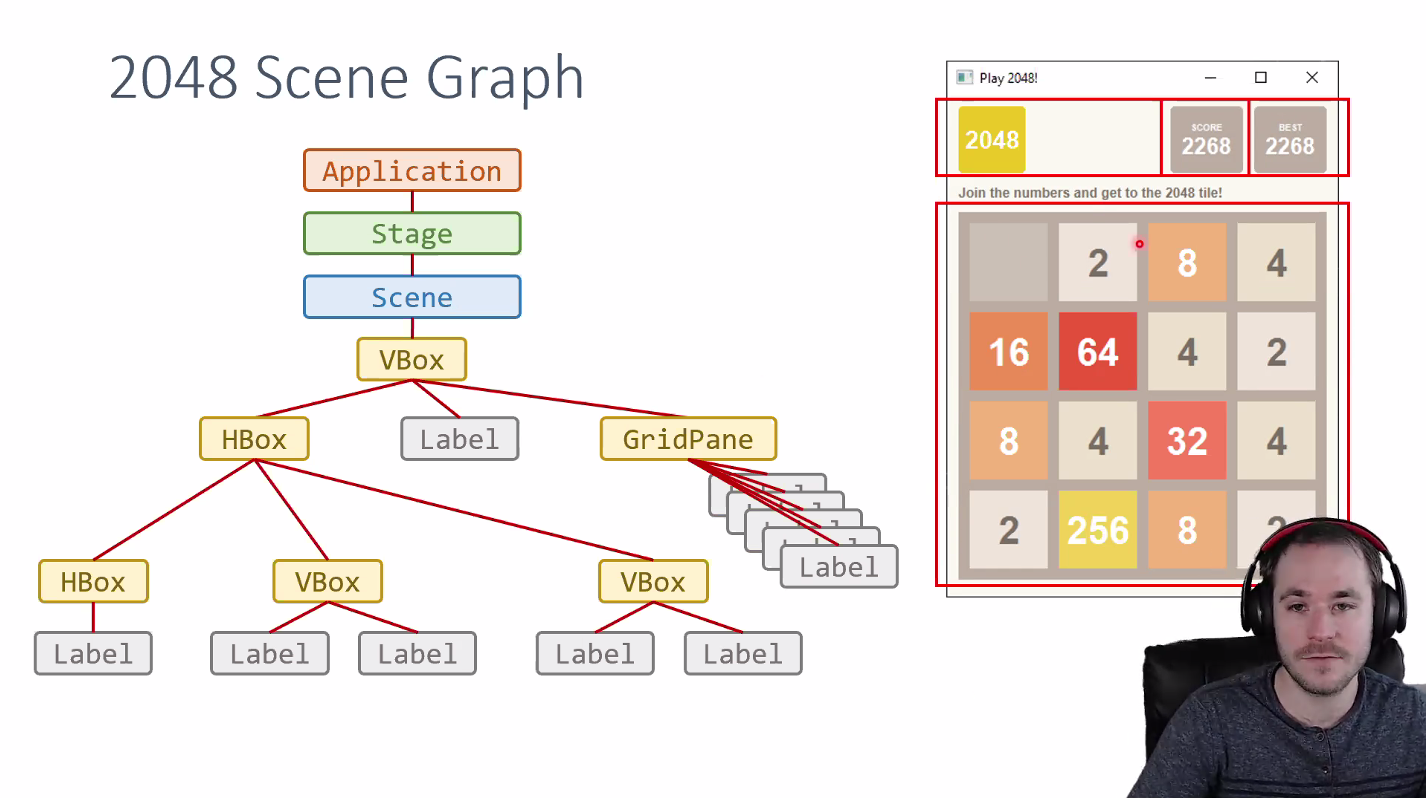 2048 Scene Graph
Application
Stage
Scene
VBox
HBox
Label
GridPane
Label
HBox
VBox
VBox
Label
Label
Label
Label
Label
Play 2048!
2048
SCORE
2268
BEST
2268
Join the numbers and get to the 2048 tile!
2 8 4
16 64 4 2
8 4 32 4
2 256 8